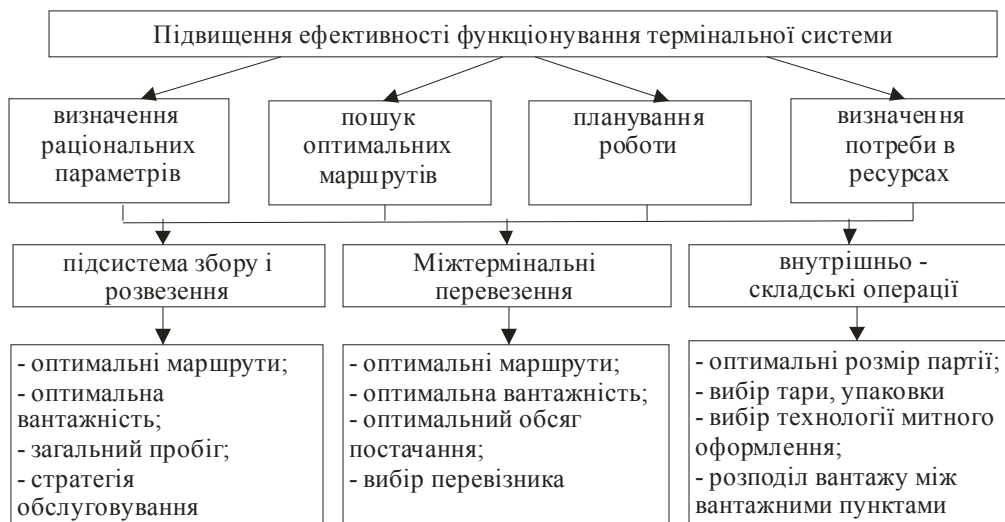 Підвищення ефективності функціонування термінальної системи
визначення
раціональних
параметрів
пошук
оптимальних
маршрутів
планування
роботи
визначення
потреби в
ресурсах
підсистема збору і
розвезення
Міжтермінальні
перевезення
внутрішньо -
складські операції
- оптимальні маршрути;
- оптимальна
вантажність;
- загальний пробіг;
- стратегія
обслуговування
- оптимальні маршрути;
- оптимальна вантажність;
- оптимальний обсяг
постачання;
- вибір перевізника
- оптимальні розмір партії;
- вибір тари, упаковки
- вибір технології митного
оформлення;
- розподіл вантажу між
вантажними пунктами